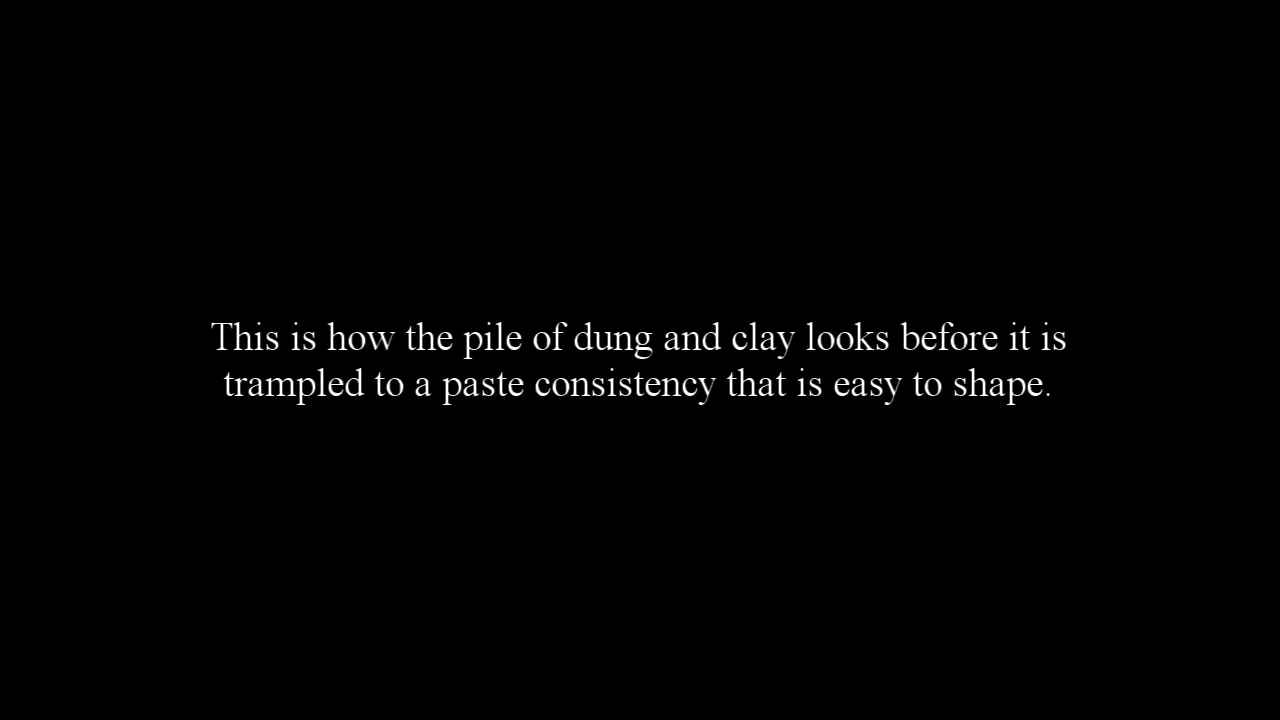 This is how the pile of dung and clay looks before it is
trampled to a paste consistency that is easy to shape.